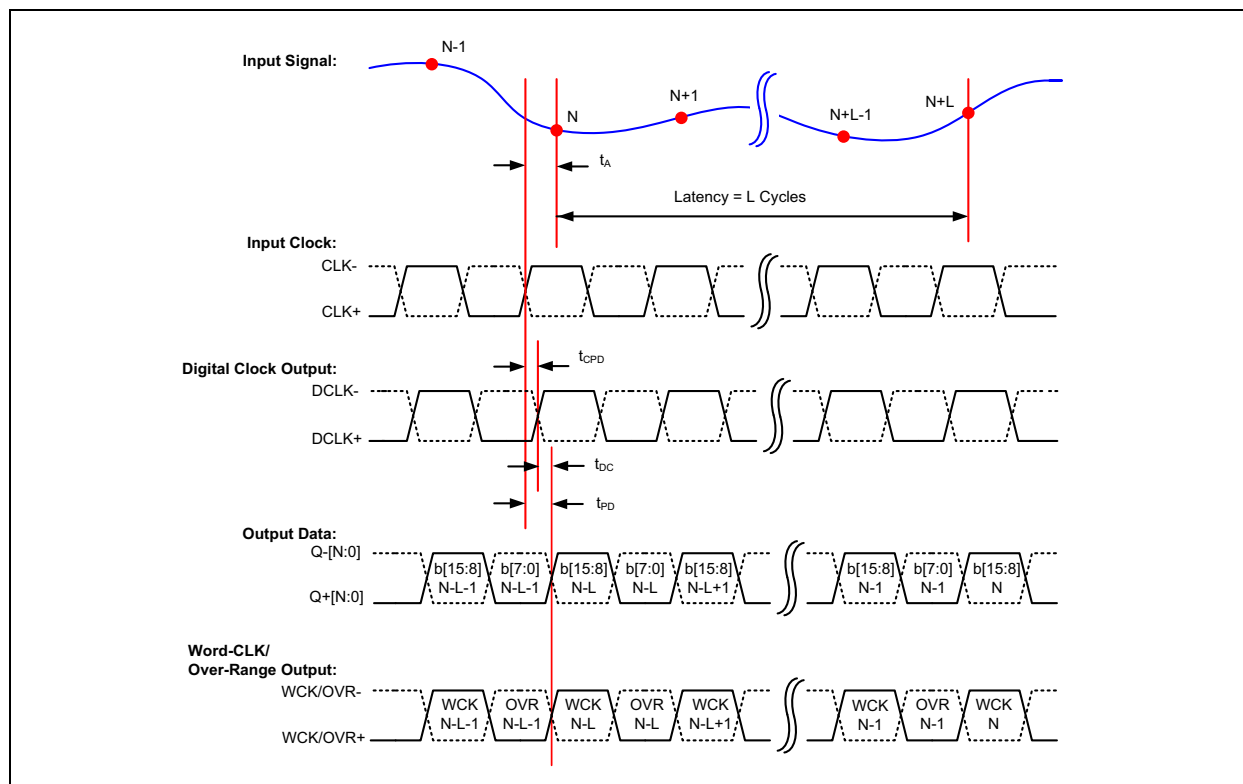 Input Signal:
N-1
N
N+1
N+L-1
N+L
tA
Latency = L Cycles
Input Clock:
CLK-
CLK+
tCPD
Digital Clock Output:
DCLK-
DCLK+
tDC
tPD
Output Data:
Q-[N:0]
b[15:8] b[7:0] b[15:8] b[7:0] b[15:8] b[15:8] b[7:0] b[15:8]
N-L-1 N-L-1 N-L N-L N-L+1 N-1 N-1 N
Q+[N:0]
Word-CLK/
Over-Range Output:
WCK/OVR-
WCK OVR WCK OVR WCK WCK OVR WCK
N-L-1 N-L-1 N-L N-L N-L+1 N-1 N-1 N
WCK/OVR+